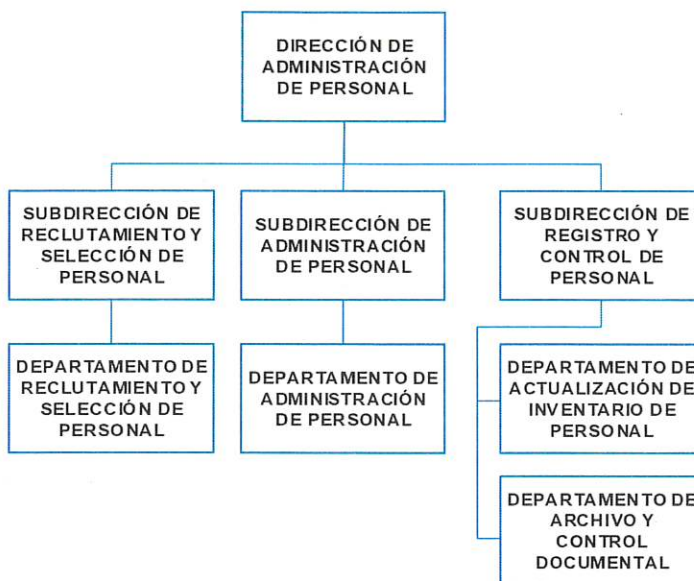 DIRECCIÓN DE
ADMINISTRACIÓN
DE PERSONAL
SUBDIRECCIÓN DE
RECLUTAMIENTO Y
SELECCIÓN DE
PERSONAL
SUBDIRECCIÓN DE
ADMINISTRACIÓN
DE PERSONAL
SUBDIRECCIÓN DE
REGISTRO Y
CONTROL DE
PERSONAL
DEPARTAMENTO DE
RECLUTAMIENTO Y
SELECCIÓN DE
PERSONAL
DEPARTAMENTO DE
ADMINISTRACIÓN
DE PERSONAL
DEPARTAMENTO DE
ACTUALIZACIÓN DE
INVENTARIO DE
PERSONAL
DEPARTAMENTO DE
ARCHIVO Y
CONTROL
DOCUMENTAL